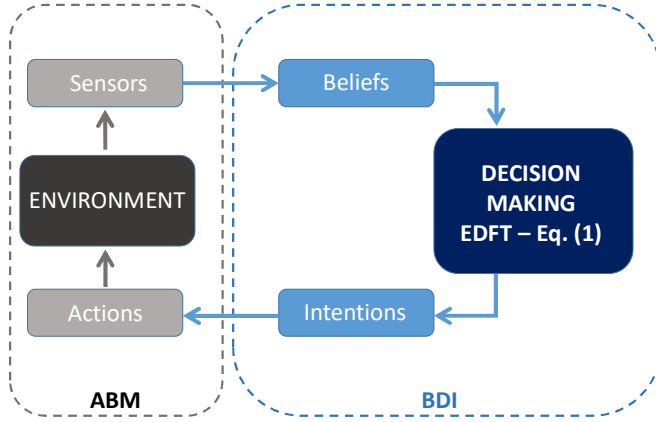 Sensors
Beliefs
ENVIRONMENT
DECISION
MAKING
EDFT – Eq. (1)
Actions
Intentions
ABM
BDI